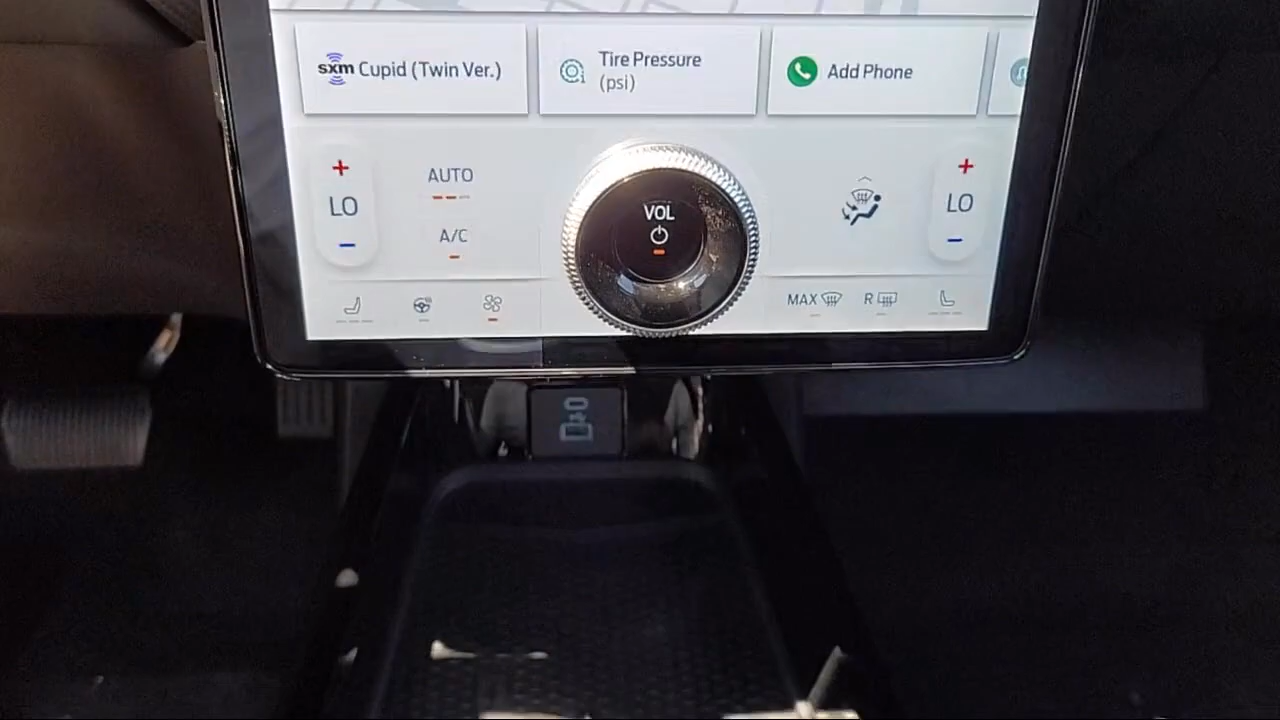 sxm Cupid (Twin Ver.)
Tire Pressure
(psi)
Add Phone
+
LO
−
AUTO
A/C
VOL
+
LO
−
MAX
R